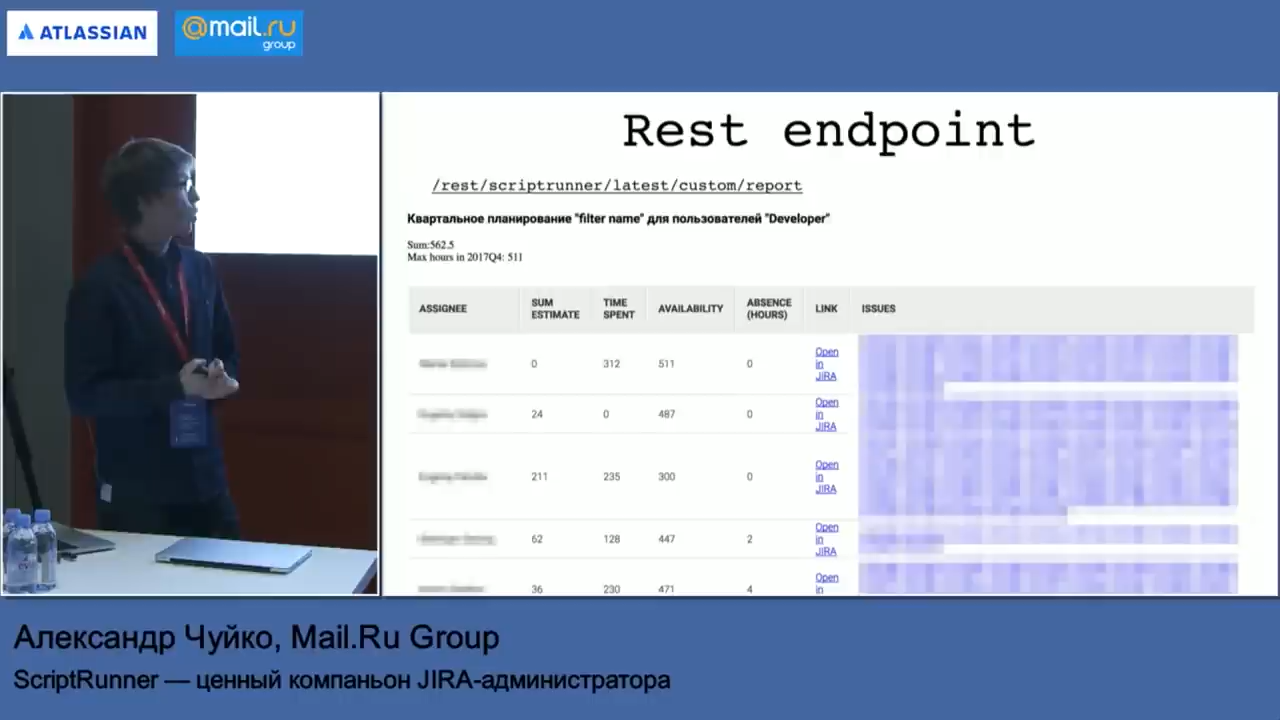 ATLASSIAN
@mail.ru
group
Rest endpoint
/rest/scriptrunner/latest/custom/report
Квартальное планирование "filter name" для пользователей "Developer"
Sum:562.5
Max hours in 2017Q4: 511
ASSIGNEE SUM ESTIMATE TIME SPENT AVAILABILITY ABSENCE (HOURS) LINK ISSUES
0 312 511 0 Open in JIRA
24 0 487 0 Open in JIRA
211 235 300 0 Open in JIRA
62 128 447 2 Open in JIRA
36 230 471 4 Open in
Александр Чуйко, Mail.Ru Group
ScriptRunner — ценный компаньон JIRA-администратора